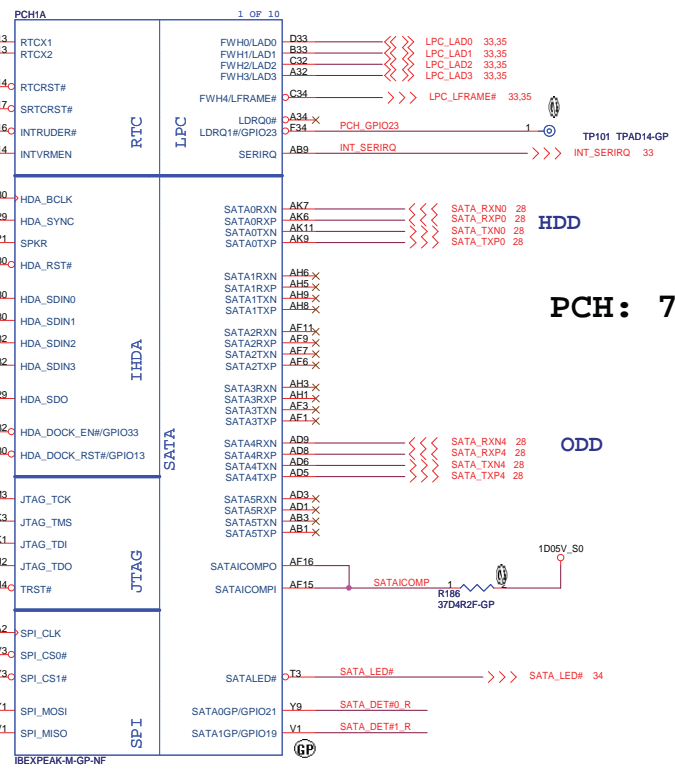 PCH1A 1 OF 10
RTCX1
RTCX2
RTCRST#
SRTCRST#
INTRUDER#
INTVRMEN
RTC
LPC
FWH0/LAD0 D33 LPC_LAD0 33,35
FWH1/LAD1 B33 LPC_LAD1 33,35
FWH2/LAD2 C32 LPC_LAD2 33,35
FWH3/LAD3 A32 LPC_LAD3 33,35
FWH4/LFRAME# C34 LPC_LFRAME# 33,35
LDRQ0# A34
LDRQ1#/GPIO23 F34 PCH_GPIO23 1 TP101 TPAD14-GP
SERIRQ AB9 INT_SERIRQ INT_SERIRQ 33
HDA_BCLK
HDA_SYNC
SPKR
HDA_RST#
HDA_SDIN0
HDA_SDIN1
HDA_SDIN2
HDA_SDIN3
HDA_SDO
HDA_DOCK_EN#/GPIO33
HDA_DOCK_RST#/GPIO13
IHDA
SATA
SATA0RXN AK7 SATA_RXN0 28
SATA0RXP AK6 SATA_RXP0 28
SATA0TXN AK11 SATA_TXN0 28
SATA0TXP AK9 SATA_TXP0 28
HDD
PCH: 7
SATA1RXN AH6
SATA1RXP AH5
SATA1TXN AH9
SATA1TXP AH8
SATA2RXN AF11
SATA2RXP AF9
SATA2TXN AF7
SATA2TXP AF6
SATA3RXN AH3
SATA3RXP AH1
SATA3TXN AF3
SATA3TXP AF1
SATA4RXN AD9 SATA_RXN4 28
SATA4RXP AD8 SATA_RXP4 28
SATA4TXN AD6 SATA_TXN4 28
SATA4TXP AD5 SATA_TXP4 28
ODD
SATA5RXN AD3
SATA5RXP AD1
SATA5TXN AB3
SATA5TXP AB1
JTAG_TCK
JTAG_TMS
JTAG_TDI
JTAG_TDO
TRST#
JTAG
SATAICOMPO AF16
SATAICOMPI AF15 SATAICOMP 1 2
R186
37D4R2F-GP
1D05V_S0
SPI_CLK
SPI_CS0#
SPI_CS1#
SPI_MOSI
SPI_MISO
SPI
SATALED# T3 SATA_LED# SATA_LED# 34
SATA0GP/GPIO21 Y9 SATA_DET#0_R
SATA1GP/GPIO19 V1 SATA_DET#1_R
GP
IBEXPEAK-M-GP-NF